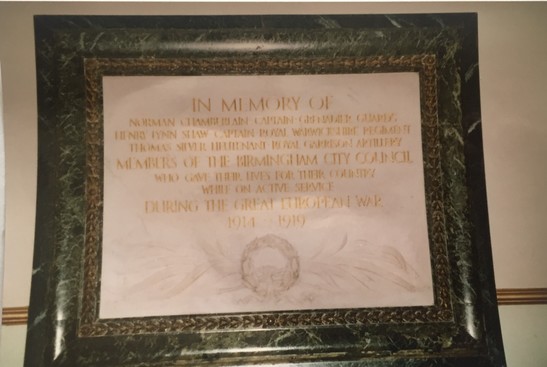 IN MEMORY OF
NORMAN CHAMBERLAIN CAPTAIN GRENADIER GUARDS
HENRY LYNN SHAW CAPTAIN ROYAL WARWICKSHIRE REGIMENT
THOMAS SILVER LIEUTENANT ROYAL GARRISON ARTILLERY
MEMBERS OF THE BIRMINGHAM CITY COUNCIL
WHO GAVE THEIR LIVES FOR THEIR COUNTRY
WHILE ON ACTIVE SERVICE
DURING THE GREAT EUROPEAN WAR
1914 1919